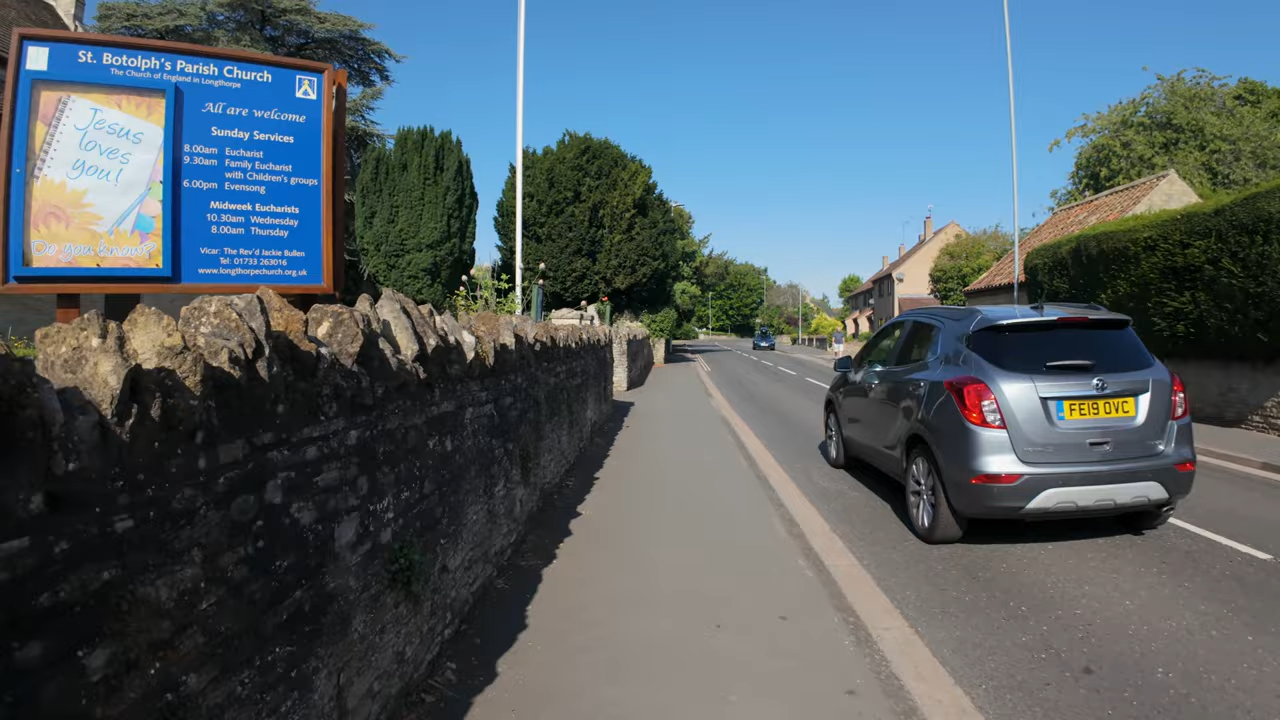 St. Botolph's Parish Church
The Church of England in Longthorpe
All are welcome
Sunday Services
8.00am Eucharist
9.30am Family Eucharist
with Children's groups
6.00pm Evensong
Midweek Eucharists
10.30am Wednesday
8.00am Thursday
Vicar: The Rev'd Jackie Bullen
Tel: 01733 263016
www.longthorpechurch.org.uk
Jesus
loves
you!
Do you know?
FE19 OVC